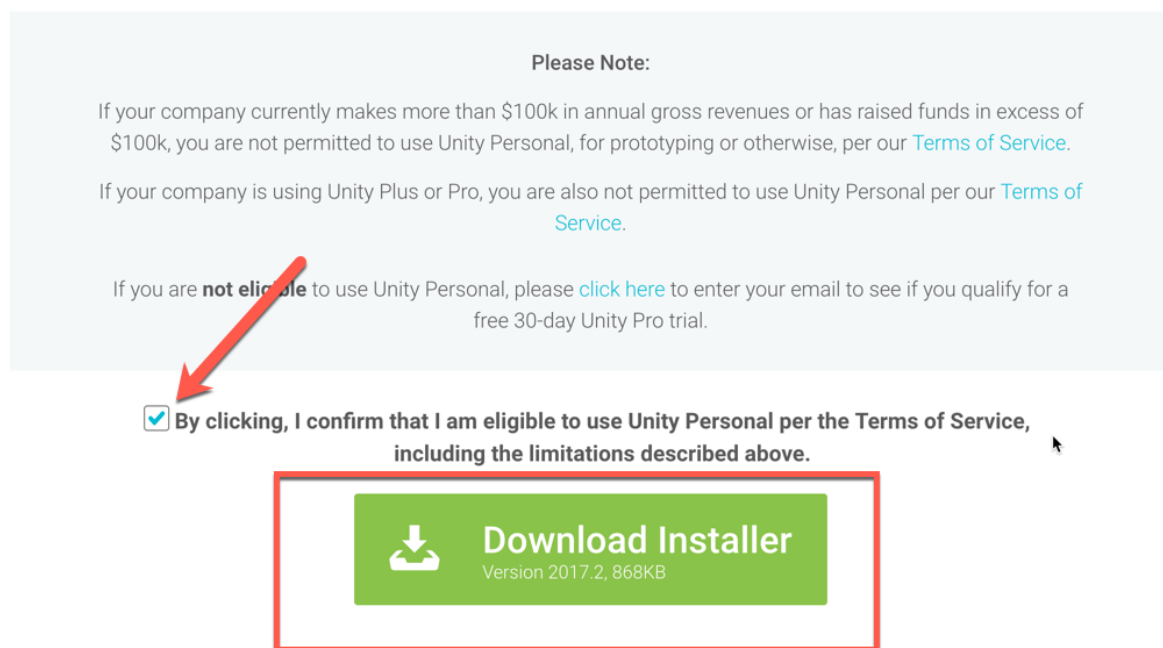 Please Note:
If your company currently makes more than $100k in annual gross revenues or has raised funds in excess of
$100k, you are not permitted to use Unity Personal, for prototyping or otherwise, per our Terms of Service.
If your company is using Unity Plus or Pro, you are also not permitted to use Unity Personal per our Terms of
Service.
If you are not eligible to use Unity Personal, please click here to enter your email to see if you qualify for a
free 30-day Unity Pro trial.
By clicking, I confirm that I am eligible to use Unity Personal per the Terms of Service,
including the limitations described above.
Download Installer
Version 2017.2, 868KB